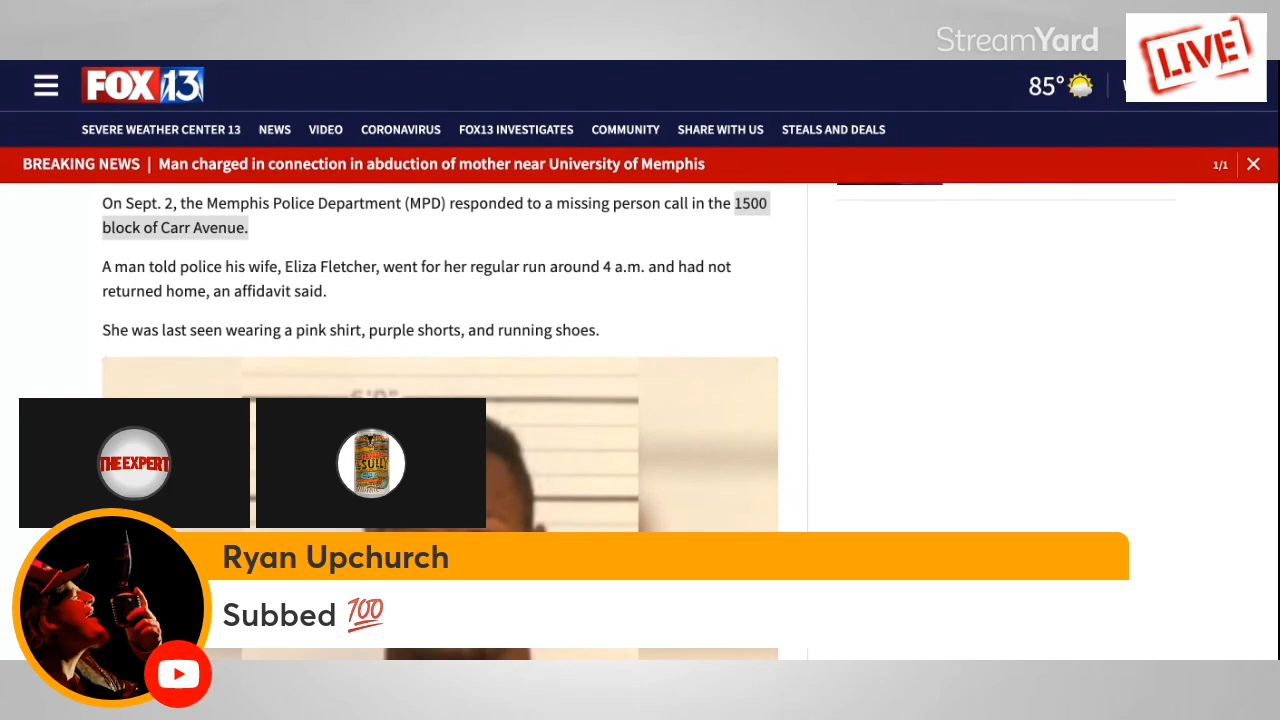 StreamYard
LIVE
FOX 13
85°
SEVERE WEATHER CENTER 13 NEWS VIDEO CORONAVIRUS FOX13 INVESTIGATES COMMUNITY SHARE WITH US STEALS AND DEALS
BREAKING NEWS | Man charged in connection in abduction of mother near University of Memphis
1/1
On Sept. 2, the Memphis Police Department (MPD) responded to a missing person call in the 1500
block of Carr Avenue.
A man told police his wife, Eliza Fletcher, went for her regular run around 4 a.m. and had not
returned home, an affidavit said.
She was last seen wearing a pink shirt, purple shorts, and running shoes.
THE EXPERT
SULLY
Ryan Upchurch
Subbed 💯